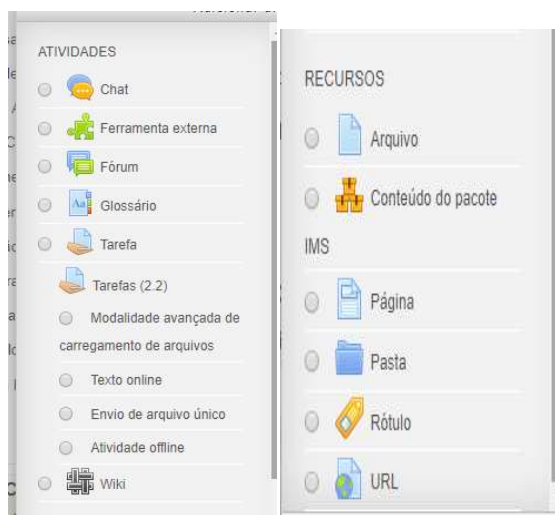 ATIVIDADES
Chat
Ferramenta externa
Fórum
Glossário
Tarefa
Tarefas (2.2)
Modalidade avançada de
carregamento de arquivos
Texto online
Envio de arquivo único
Atividade offline
Wiki
RECURSOS
Arquivo
Conteúdo do pacote
IMS
Página
Pasta
Rótulo
URL